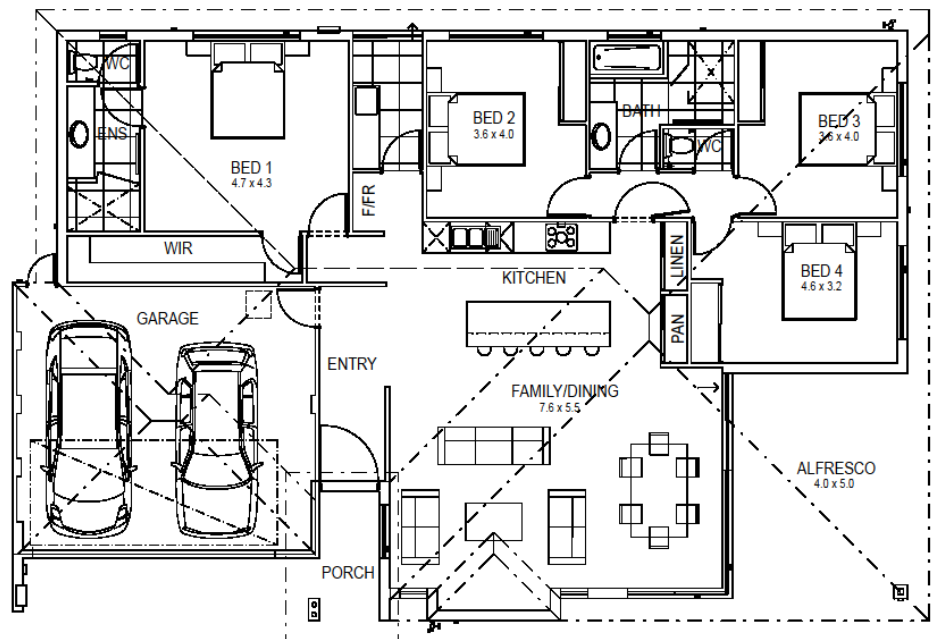 WC
ENS
BED 1
4.7 x 4.3
F/FR
BED 2
3.6 x 4.0
BATH
WC
BED 3
3.6 x 4.0
WIR
LINEN
BED 4
4.6 x 3.2
KITCHEN
GARAGE
PAN
ENTRY
FAMILY/DINING
7.6 x 5.5
ALFRESCO
4.0 x 5.0
PORCH